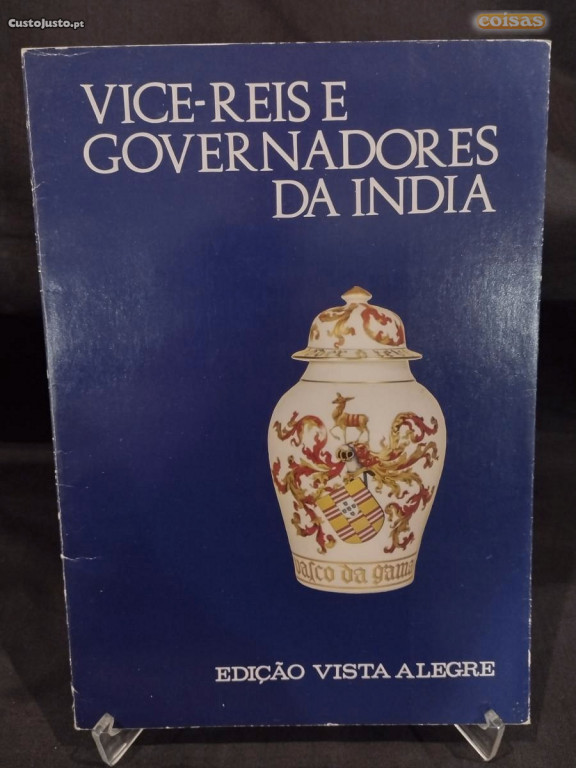 CustoJusto.pt
coisas
VICE-REIS E
GOVERNADORES
DA INDIA
vasco da gama
EDIÇÃO VISTA ALEGRE